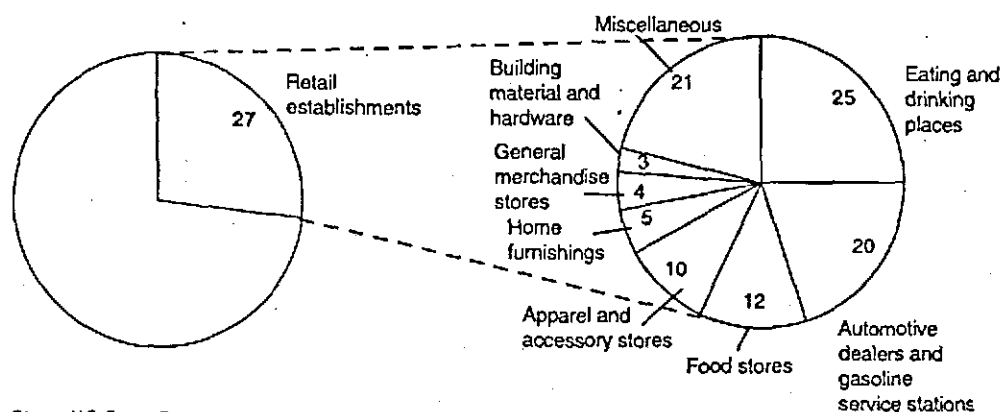 Retail
establishments
27
Miscellaneous
21
Building
material and
hardware
3
General
merchandise
stores
4
Home
furnishings
5
Apparel and
accessory stores
10
Food stores
12
Automotive
dealers and
gasoline
service stations
20
Eating and
drinking
places
25